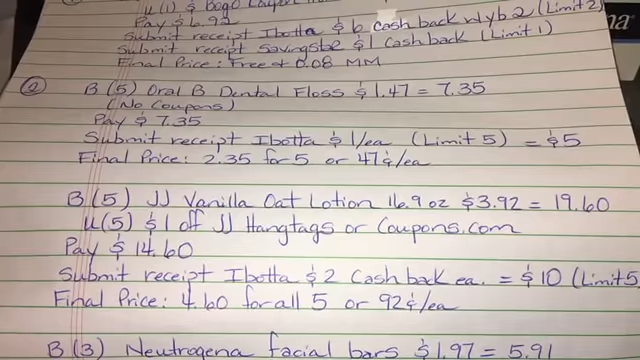 u(1) $ Bogo Coupon
Pay $6.92
Submit receipt Ibotta $6 cash back wyb 2 (Limit 2)
Submit receipt Savingstar $1 Cash back (Limit 1)
Final Price: Free + 0.08 MM
② B (5) Oral B Dental Floss $1.47 = 7.35
(No Coupons)
Pay $7.35
Submit receipt Ibotta $1/ea (Limit 5) = $5
Final Price: 2.35 for 5 or 47¢/ea
B (5) JJ Vanilla Oat Lotion 16.9 oz $3.92 = 19.60
u(5) $1 off JJ Hangtags or Coupons.com
Pay $14.60
Submit receipt Ibotta $2 Cash back ea. = $10 (Limit 5
Final Price: 4.60 for all 5 or 92¢/ea
B (3) Neutrogena facial bars $1.97 = 5.91